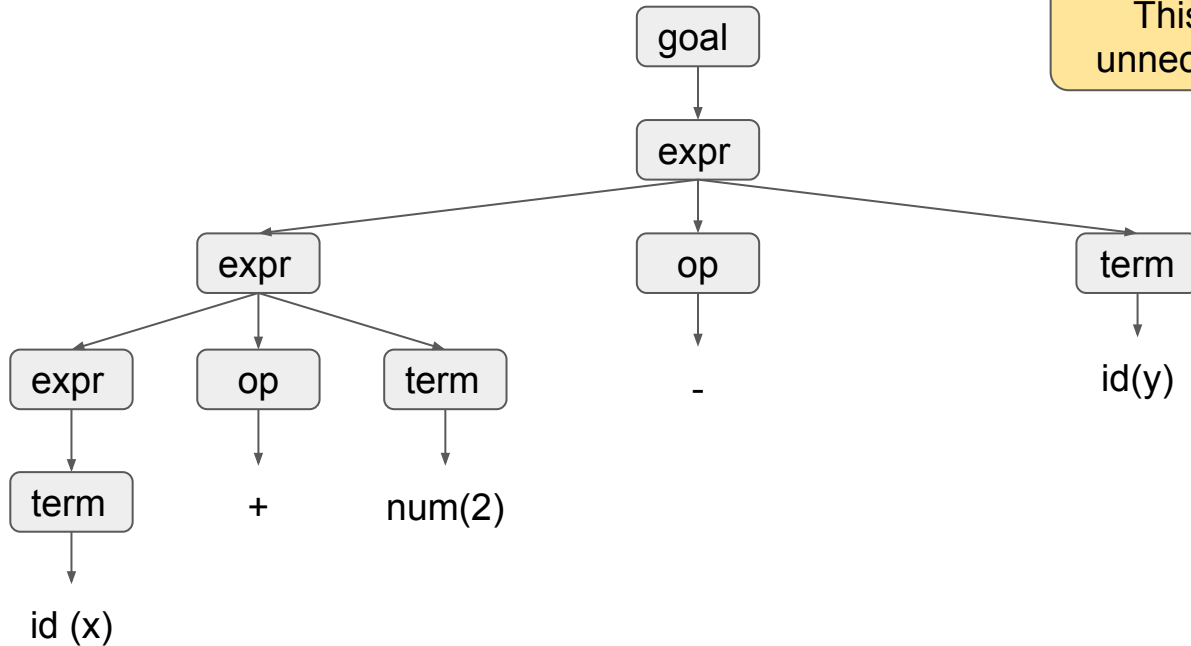 goal
This
unnec
expr
expr
op
term
expr
op
term
-
id(y)
term
+
num(2)
id (x)